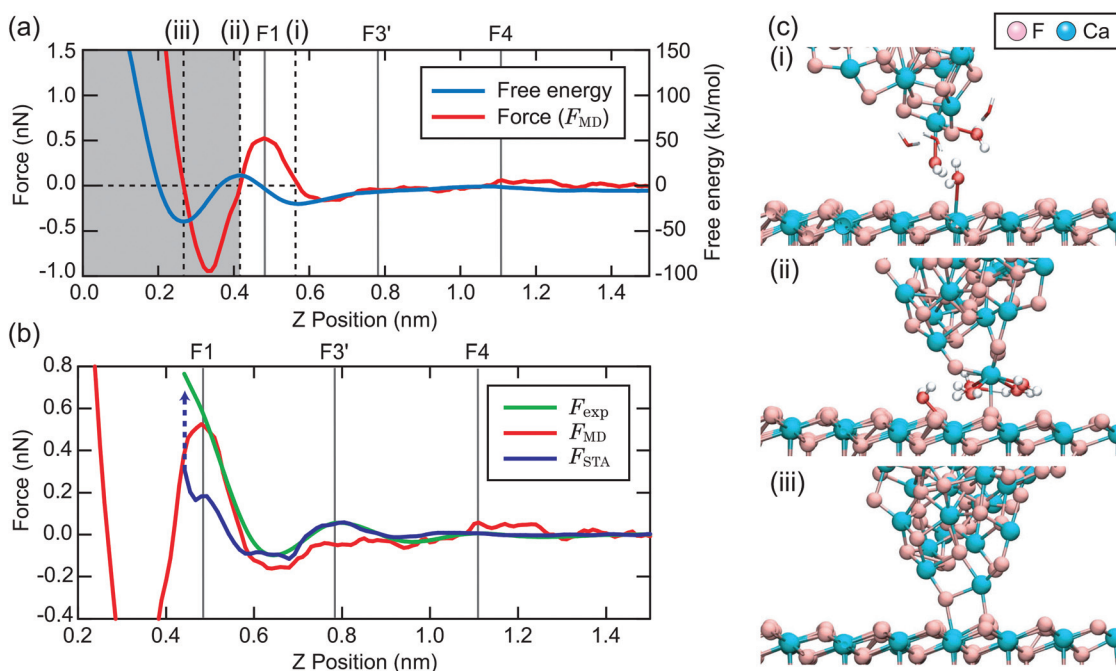 (a)
(iii) (ii) F1 (i) F3' F4
1.5
1.0
0.5
0.0
-0.5
-1.0
Force (nN)
150
100
50
0
-50
-100
Free energy (kJ/mol)
Free energy
Force (F_MD)
0.0 0.2 0.4 0.6 0.8 1.0 1.2 1.4
Z Position (nm)
(b)
F1 F3' F4
0.8
0.6
0.4
0.2
0.0
-0.2
-0.4
Force (nN)
F_exp
F_MD
F_STA
0.2 0.4 0.6 0.8 1.0 1.2 1.4
Z Position (nm)
(c)
F Ca
(i)
(ii)
(iii)